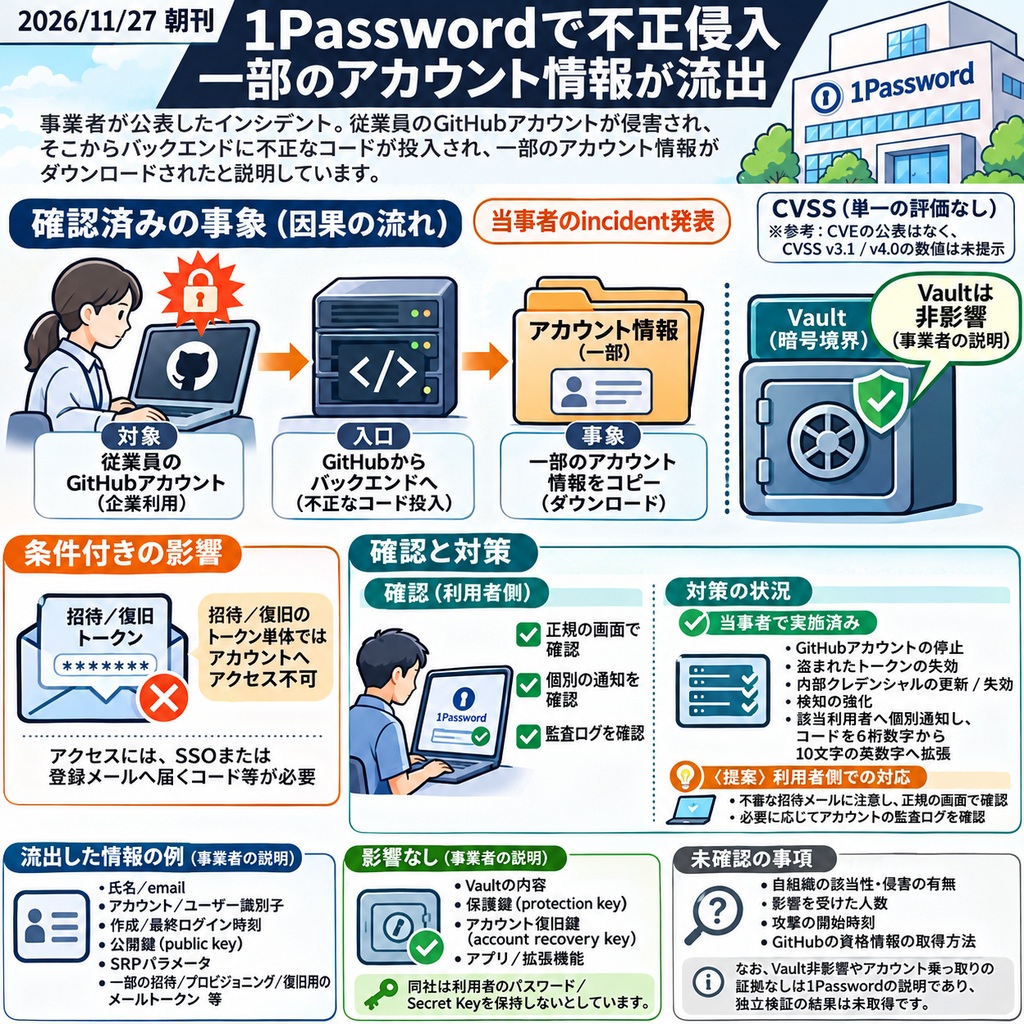 2026/11/27 朝刊
1Passwordで不正侵入
一部のアカウント情報が流出
1Password
事業者が公表したインシデント。従業員のGitHubアカウントが侵害され、
そこからバックエンドに不正なコードが投入され、一部のアカウント情報が
ダウンロードされたと説明しています。
確認済みの事象(因果の流れ)
当事者のincident発表
CVSS(単一の評価なし)
※参考:CVEの公表はなく、
CVSS v3.1 / v4.0の数値は未提示
</>
アカウント情報
(一部)
Vault
(暗号境界)
Vaultは
非影響
(事業者の説明)
対象
従業員の
GitHubアカウント
(企業利用)
入口
GitHubから
バックエンドへ
(不正なコード投入)
事象
一部のアカウント
情報をコピー
(ダウンロード)
条件付きの影響
招待/復旧
トークン
*******
招待/復旧の
トークン単体では
アカウントへ
アクセス不可
アクセスには、SSOまたは
登録メールへ届くコード等が必要
確認と対策
確認(利用者側)
1Password
正規の画面で
確認
個別の通知を
確認
監査ログを確認
対策の状況
当事者で実施済み
・GitHubアカウントの停止
・盗まれたトークンの失効
・内部クレデンシャルの更新 / 失効
・検知の強化
・該当利用者へ個別通知し、
コードを6桁数字から
10文字の英数字へ拡張
〈提案〉利用者側での対応
・不審な招待メールに注意し、正規の画面で確認
・必要に応じてアカウントの監査ログを確認
流出した情報の例(事業者の説明)
・氏名/email
・アカウント/ユーザー識別子
・作成/最終ログイン時刻
・公開鍵(public key)
・SRPパラメータ
・一部の招待/プロビジョニング/復旧用の
メールトークン 等
影響なし(事業者の説明)
・Vaultの内容
・保護鍵(protection key)
・アカウント復旧鍵
(account recovery key)
・アプリ/拡張機能
同社は利用者のパスワード/
Secret Keyを保持しないとしています。
未確認の事項
・自組織の該当性・侵害の有無
・影響を受けた人数
・攻撃の開始時刻
・GitHubの資格情報の取得方法
なお、Vault非影響やアカウント乗っ取りの
証拠なしは1Passwordの説明であり、
独立検証の結果は未取得です。